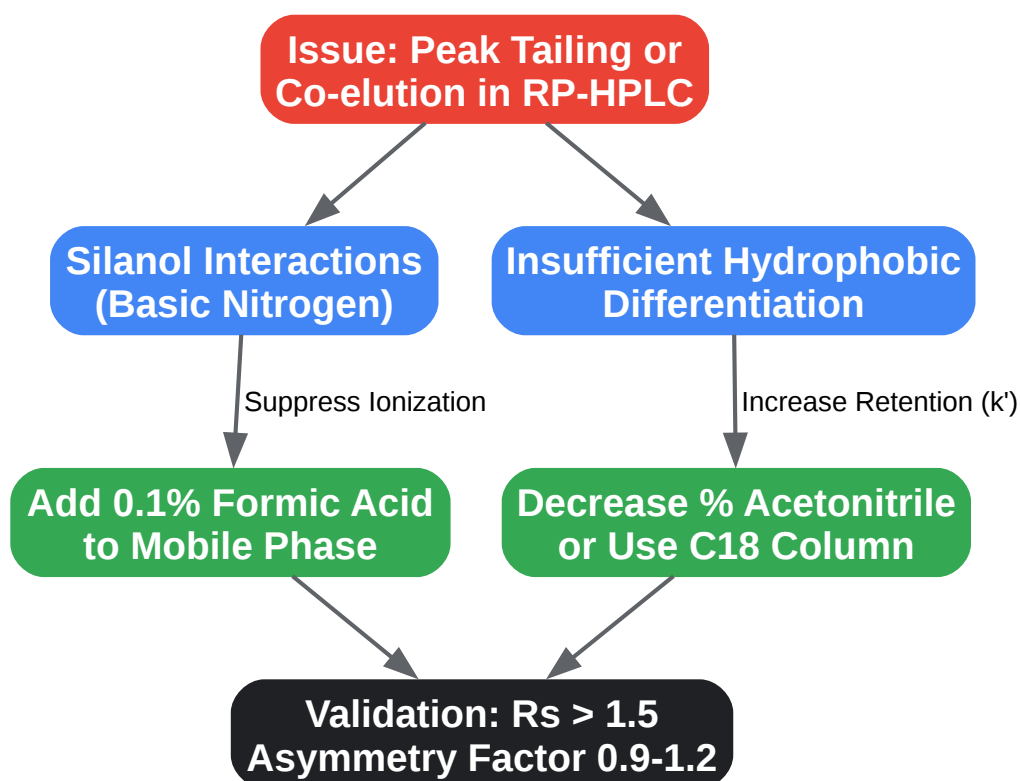 Issue: Peak Tailing or
Co-elution in RP-HPLC
Silanol Interactions
(Basic Nitrogen)
Insufficient Hydrophobic
Differentiation
Suppress Ionization
Increase Retention (k')
Add 0.1% Formic Acid
to Mobile Phase
Decrease % Acetonitrile
or Use C18 Column
Validation: Rs > 1.5
Asymmetry Factor 0.9-1.2